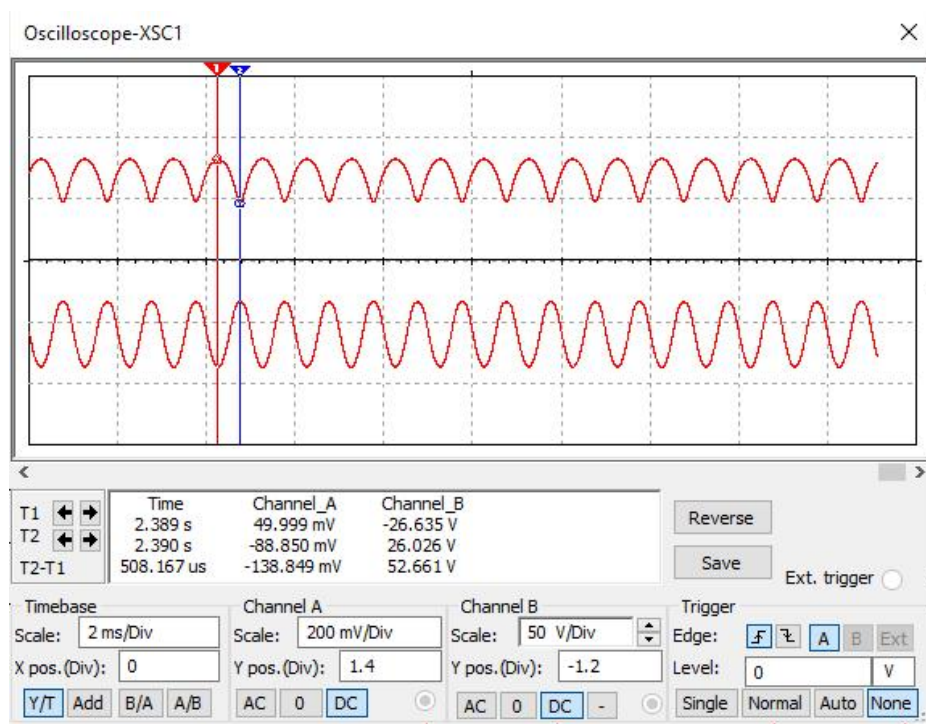 Oscilloscope-XSC1
1 2
Time Channel_A Channel_B
T1 2.389 s 49.999 mV -26.635 V
T2 2.390 s -88.850 mV 26.026 V
T2-T1 508.167 us -138.849 mV 52.661 V
Reverse
Save
Ext. trigger
Timebase Channel A Channel B Trigger
Scale: 2 ms/Div Scale: 200 mV/Div Scale: 50 V/Div Edge: A B Ext
X pos.(Div): 0 Y pos.(Div): 1.4 Y pos.(Div): -1.2 Level: 0 V
Y/T Add B/A A/B AC 0 DC AC 0 DC - Single Normal Auto None